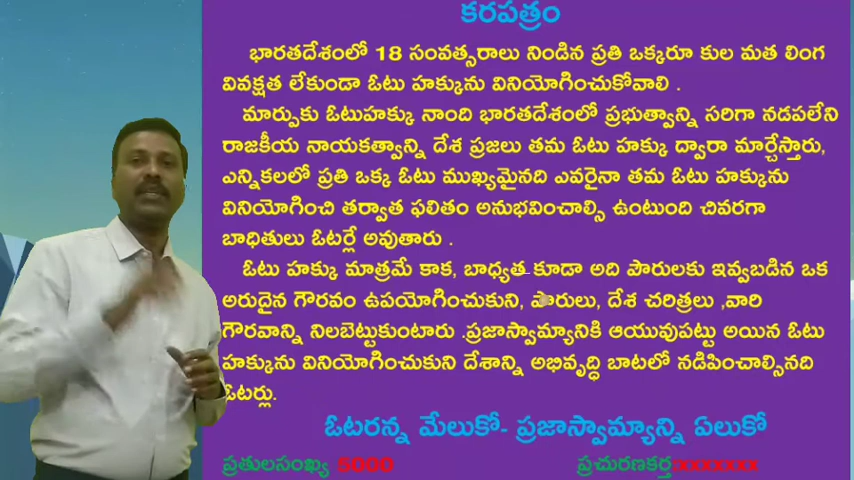 కరపత్రం
భారతదేశంలో 18 సంవత్సరాలు నిండిన ప్రతి ఒక్కరూ కుల మత లింగ
వివక్షత లేకుండా ఓటు హక్కును వినియోగించుకోవాలి .
మార్పుకు ఓటుహక్కు నాంది భారతదేశంలో ప్రభుత్వాన్ని సరిగా నడపలేని
రాజకీయ నాయకత్వాన్ని దేశ ప్రజలు తమ ఓటు హక్కు ద్వారా మార్చేస్తారు,
ఎన్నికలలో ప్రతి ఒక్క ఓటు ముఖ్యమైనది ఎవరైనా తమ ఓటు హక్కును
వినియోగించి తర్వాత ఫలితం అనుభవించాల్సి ఉంటుంది చివరగా
బాధితులు ఓటర్లే అవుతారు .
ఓటు హక్కు మాత్రమే కాక, బాధ్యత కూడా అది పౌరులకు ఇవ్వబడిన ఒక
అరుదైన గౌరవం ఉపయోగించుకుని, పౌరులు, దేశ చరిత్రలు ,వారి
గౌరవాన్ని నిలబెట్టుకుంటారు .ప్రజాస్వామ్యానికి ఆయువుపట్టు అయిన ఓటు
హక్కును వినియోగించుకుని దేశాన్ని అభివృద్ధి బాటలో నడిపించాల్సినది
ఓటర్లు.
ఓటరన్న మేలుకో- ప్రజాస్వామ్యాన్ని ఏలుకో
ప్రతులసంఖ్య 5000 ప్రచురణకర్త:xxxxxxx